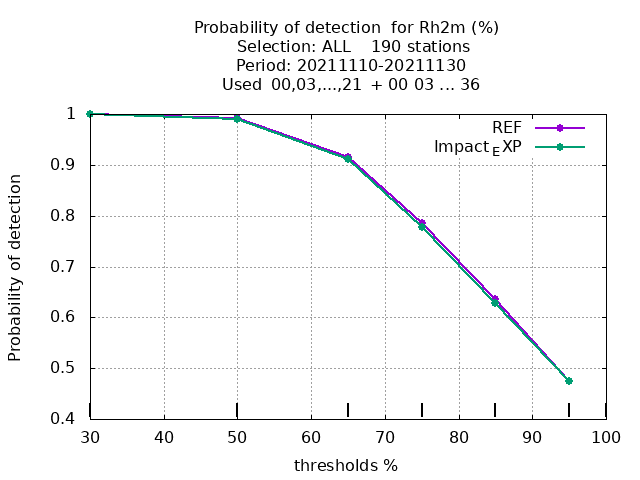 Probability of detection  for Rh2m (%)
Selection: ALL    190 stations
Period: 20211110-20211130
Used  00,03,...,21  + 00 03 ... 36
REF
Impact_EXP
1
0.9
0.8
0.7
0.6
0.5
0.4
Probability of detection
30 40 50 60 70 80 90 100
thresholds %